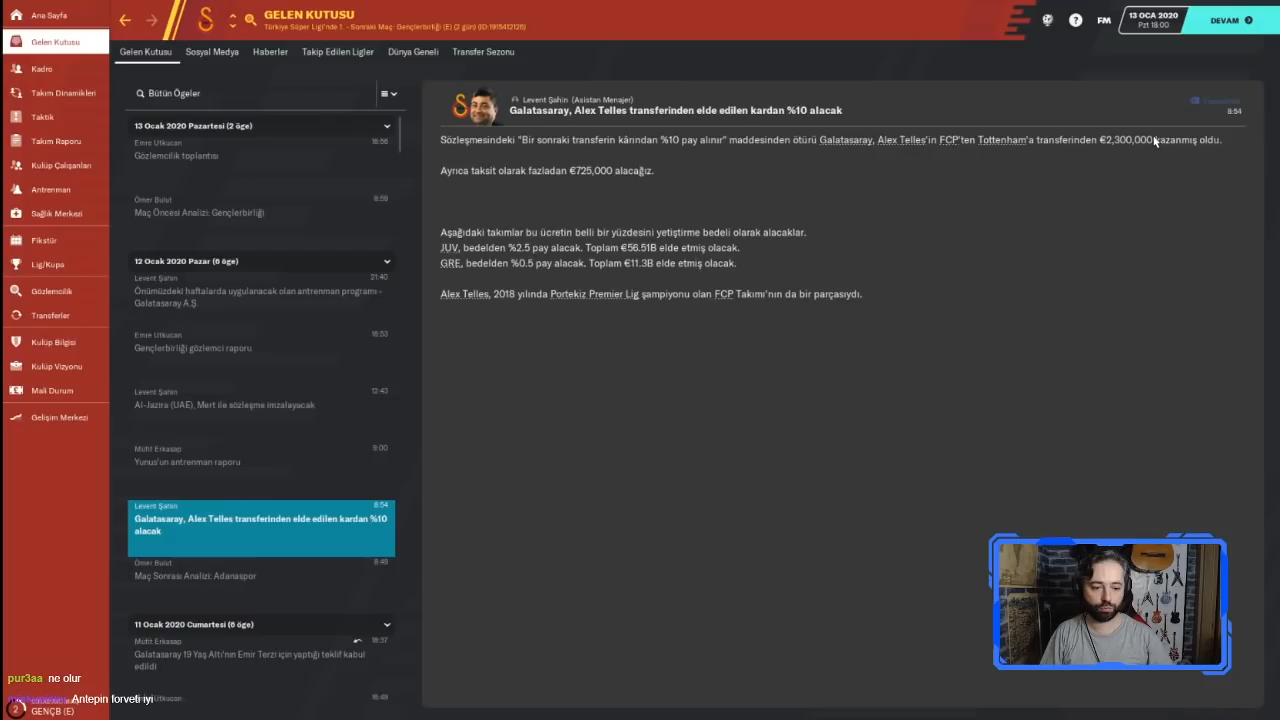 Ana Sayfa
Gelen Kutusu
Kadro
Takım Dinamikleri
Taktik
Takım Raporu
Kulüp Çalışanları
Antrenman
Sağlık Merkezi
Fikstür
Lig/Kupa
Gözlemcilik
Transferler
Kulüp Bilgisi
Kulüp Vizyonu
Mali Durum
Gelişim Merkezi
GELEN KUTUSU
Türkiye Süper Ligi'nde 1. - Sonraki Maç: Gençlerbirliği (E) (2 gün) (ID:1915412126)
FM
13 OCA 2020
Pzt 18:00
DEVAM
Gelen Kutusu
Sosyal Medya
Haberler
Takip Edilen Ligler
Dünya Geneli
Transfer Sezonu
Bütün Ögeler
13 Ocak 2020 Pazartesi (2 öge)
Emre Utkucan
Gözlemcilik toplantısı
Ömer Bulut 8:59
Maç Öncesi Analizi: Gençlerbirliği
12 Ocak 2020 Pazar (6 öge)
Levent Şahin 21:40
Önümüzdeki haftalarda uygulanacak olan antrenman programı -
Galatasaray A.Ş.
Emre Utkucan
Gençlerbirliği gözlemci raporu
Levent Şahin
Al-Jazira (UAE), Mert ile sözleşme imzalayacak
Müfit Erkasap 9:00
Yunus'un antrenman raporu
Levent Şahin 8:54
Galatasaray, Alex Telles transferinden elde edilen kardan %10
alacak
Ömer Bulut 8:49
Maç Sonrası Analizi: Adanaspor
11 Ocak 2020 Cumartesi (6 öge)
Müfit Erkasap
Galatasaray 19 Yaş Altı'nın Emir Terzi için yaptığı teklif kabul
edildi
Utkucan
Levent Şahin (Asistan Menajer)
Galatasaray, Alex Telles transferinden elde edilen kardan %10 alacak
8:54
Sözleşmesindeki "Bir sonraki transferin kârından %10 pay alınır" maddesinden ötürü Galatasaray, Alex Telles'in FCP'ten Tottenham'a transferinden €2,300,000 kazanmış oldu.
Ayrıca taksit olarak fazladan €725,000 alacağız.
Aşağıdaki takımlar bu ücretin belli bir yüzdesini yetiştirme bedeli olarak alacaklar.
JUV, bedelden %2.5 pay alacak. Toplam €56.51B elde etmiş olacak.
GRE, bedelden %0.5 pay alacak. Toplam €11.3B elde etmiş olacak.
Alex Telles, 2018 yılında Portekiz Premier Lig şampiyonu olan FCP Takımı'nın da bir parçasıydı.
pur3aa ne olur
Antepin forveti iyi
2
GENÇB (E)